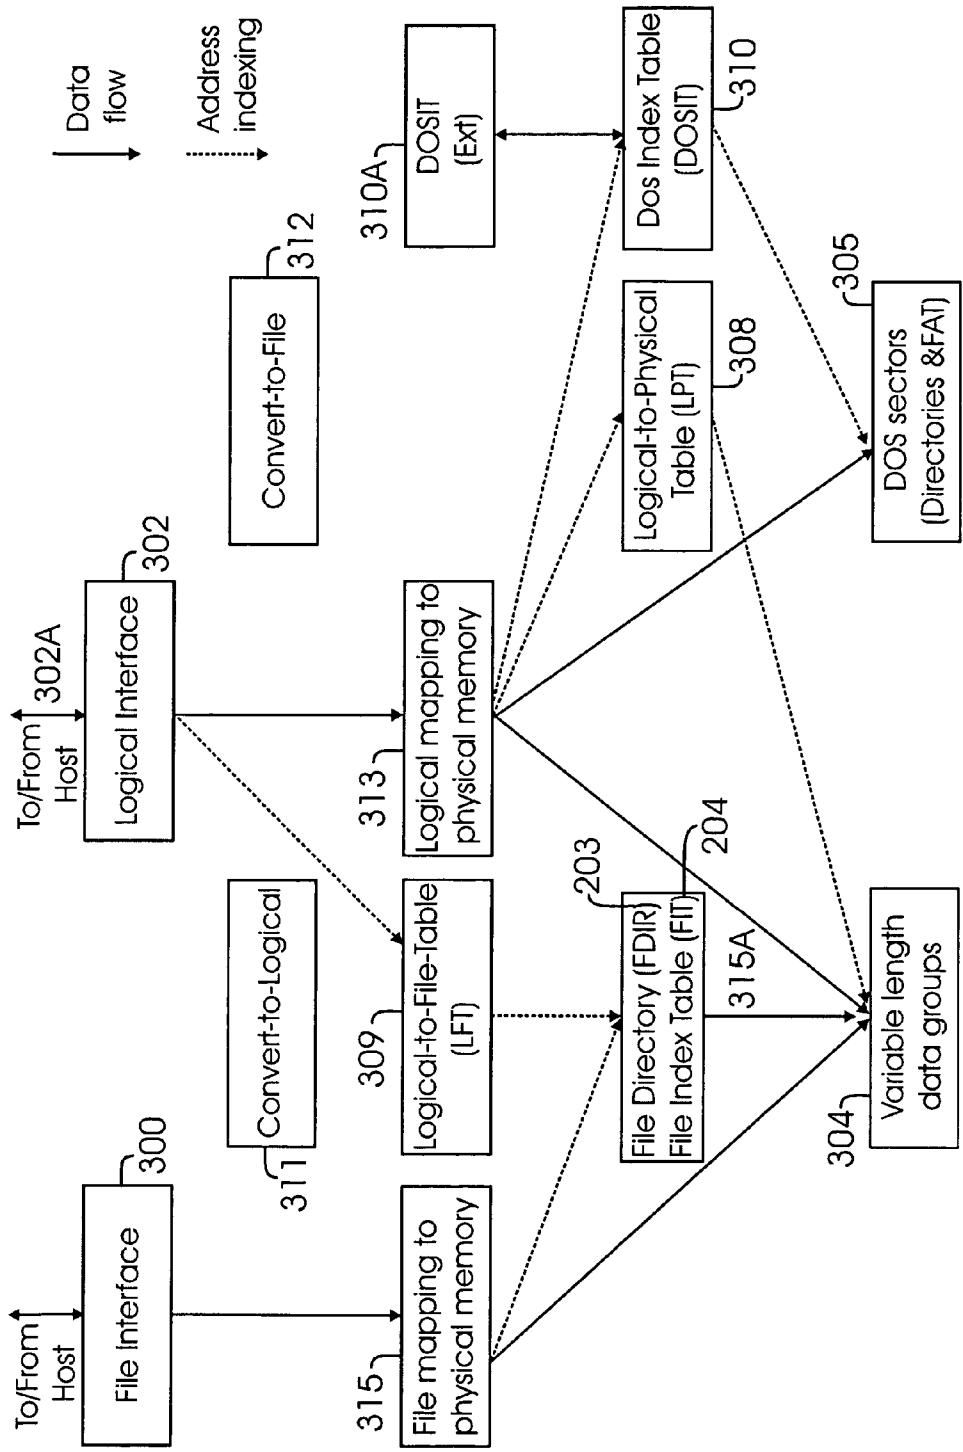 To/From
Host
300
File Interface
315
File mapping to
physical memory
311
Convert-to-Logical
309
Logical-to-File-Table
(LFT)
203
File Directory (FDIR)
File Index Table (FIT)
204
315A
304
Variable length
data groups
To/From
Host
302A
302
Logical Interface
313
Logical mapping to
physical memory
312
Convert-to-File
Logical-to-Physical
Table (LPT)
308
305
DOS sectors
(Directories &FAT)
310A
DOSIT
(Ext)
Dos Index Table
(DOSIT)
310
Data
flow
Address
indexing